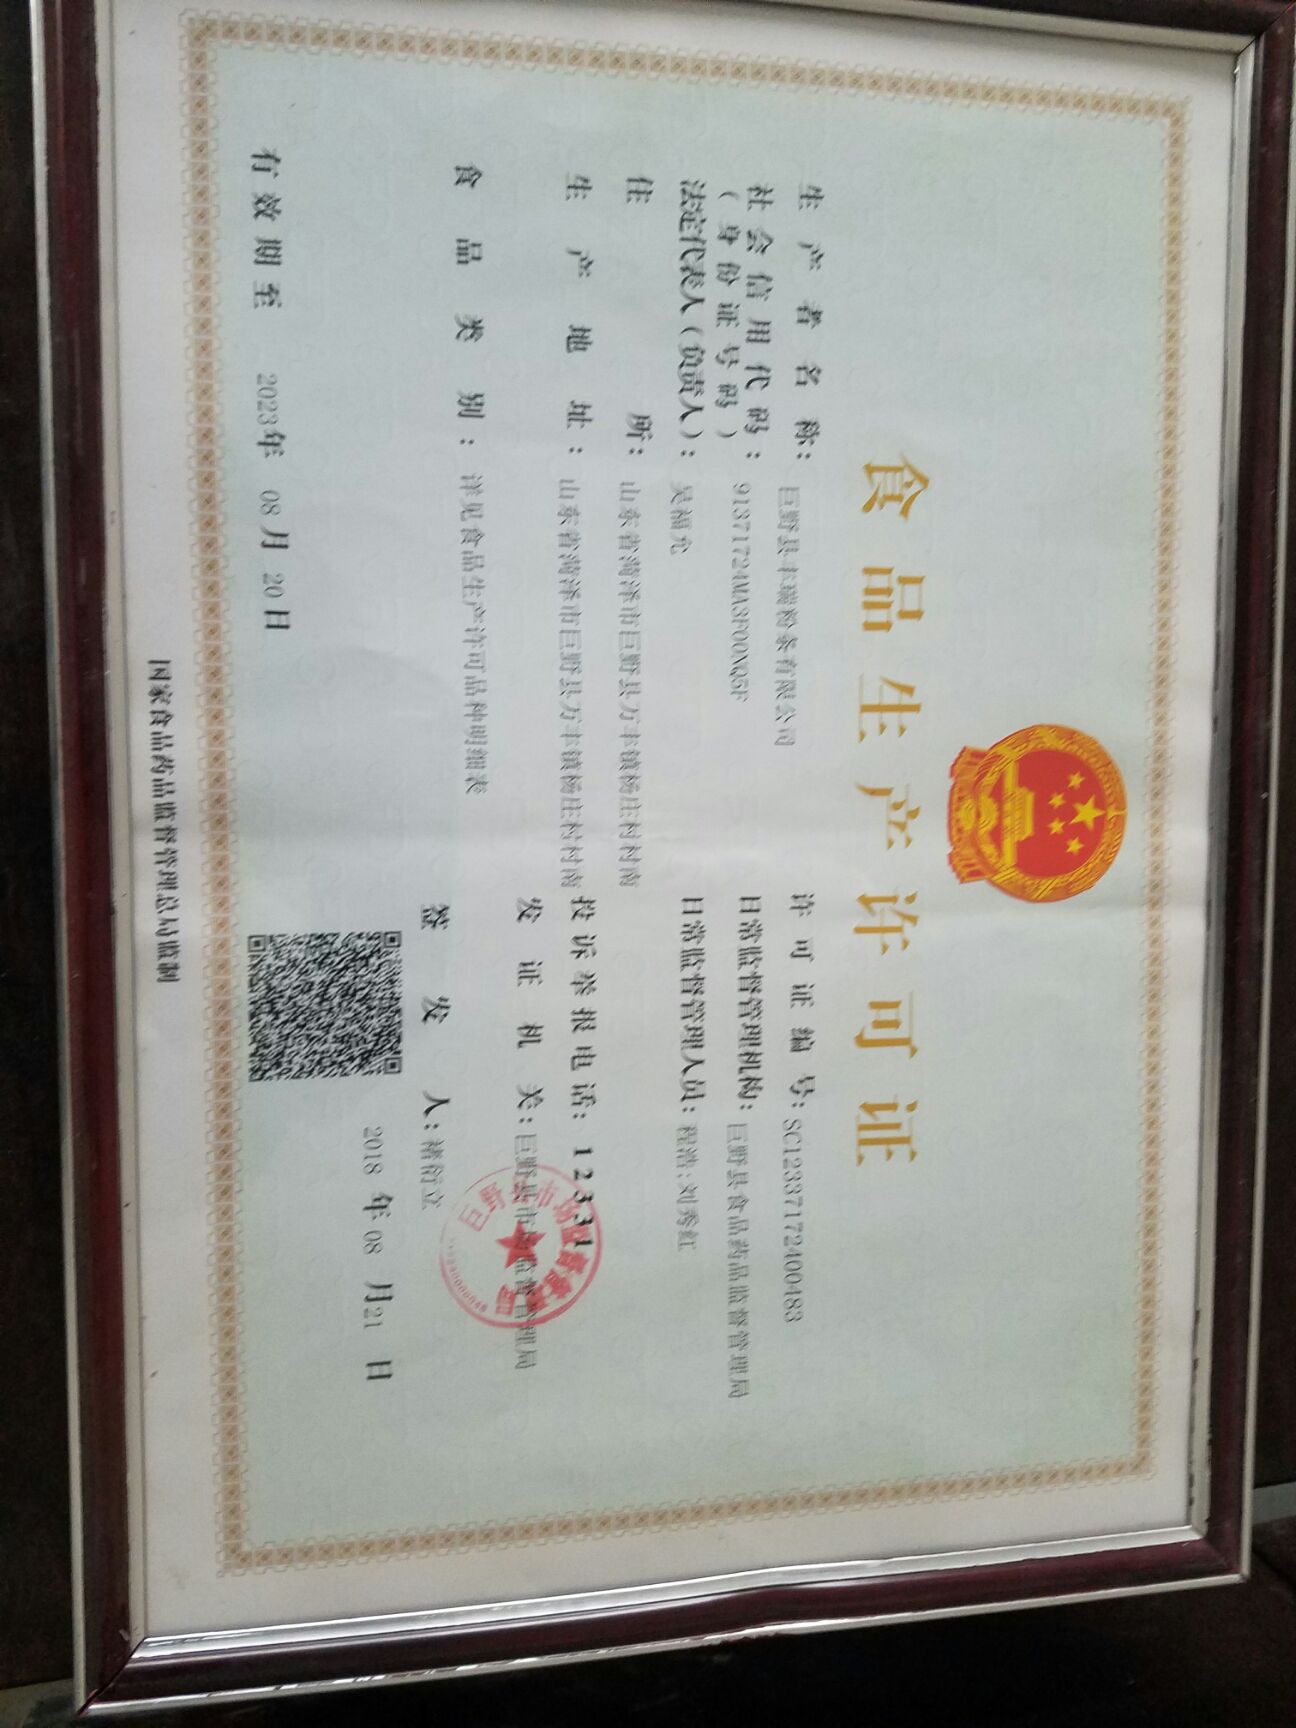 食品生产许可证
生产者名称：巨野县丰瑞粉条有限公司
社会信用代码：91371724MA3F00NQ5F
（身份证号码）
法定代表人（负责人）：吴福允
住所：山东省菏泽市巨野县万丰镇杨庄村村南
生产地址：山东省菏泽市巨野县万丰镇杨庄村村南
食品类别：详见食品生产许可品种明细表
有效期至 2023年 08月 20日
许可证编号：SC12337172400483
日常监督管理机构：巨野县食品药品监督管理局
日常监督管理人员：程浩;刘秀红
投诉举报电话：12331
发证机关：巨野县市场监督管理局
签发人：褚衍立
2018 年 08 月 21 日
国家食品药品监督管理总局监制